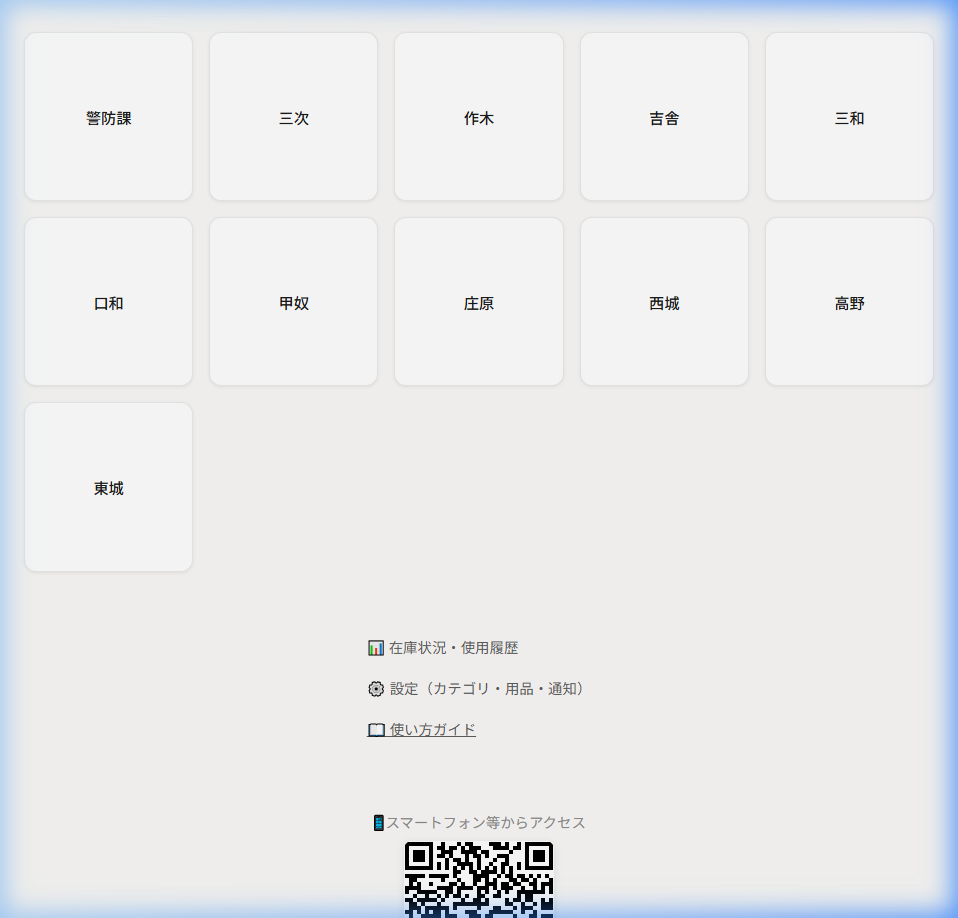 警防課
三次
作木
吉舎
三和
口和
甲奴
庄原
西城
高野
東城
在庫状況・使用履歴
設定（カテゴリ・用品・通知）
使い方ガイド
スマートフォン等からアクセス